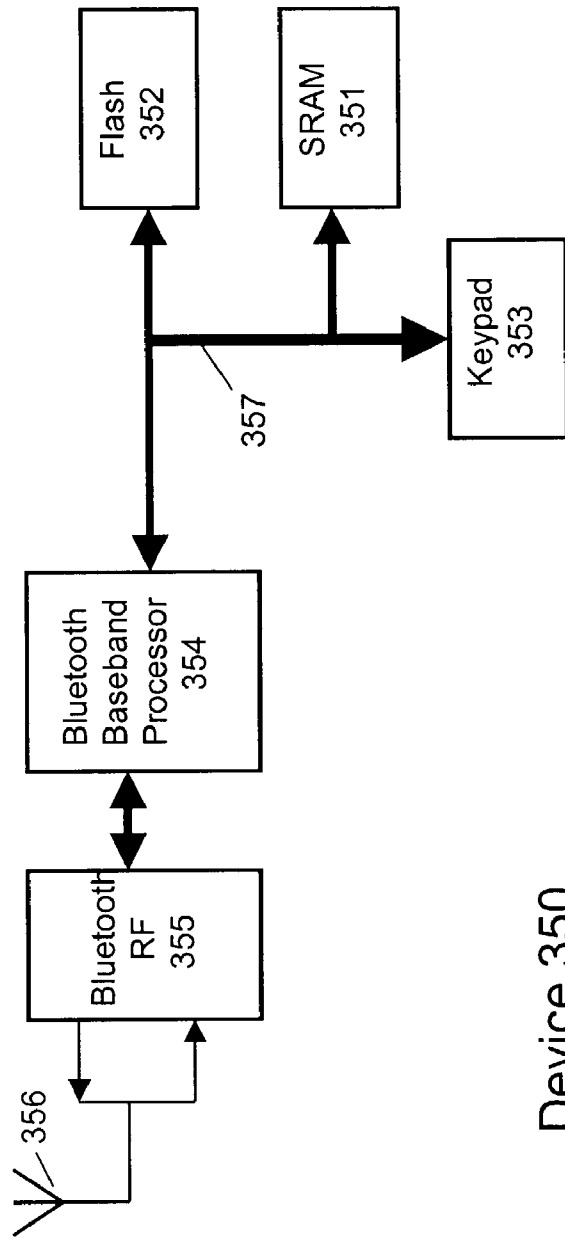 356
Bluetooth
RF
355
Bluetooth
Baseband
Processor
354
357
Flash
352
SRAM
351
Keypad
353
Device 350